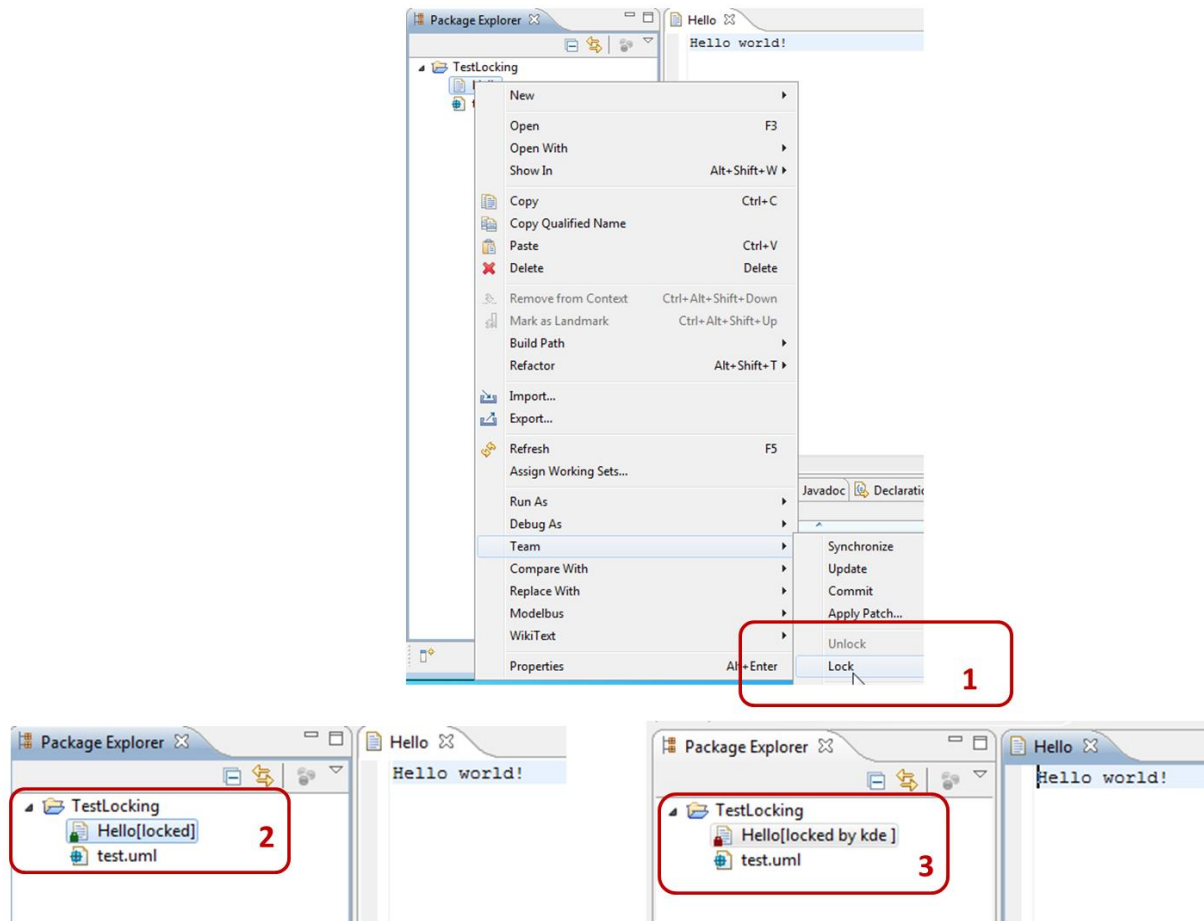 Package Explorer
Hello
Hello world!
TestLocking
New
Open F3
Open With
Show In Alt+Shift+W
Copy Ctrl+C
Copy Qualified Name
Paste Ctrl+V
Delete Delete
Remove from Context Ctrl+Alt+Shift+Down
Mark as Landmark Ctrl+Alt+Shift+Up
Build Path
Refactor Alt+Shift+T
Import...
Export...
Refresh F5
Assign Working Sets...
Run As
Debug As
Team
Compare With
Replace With
Modelbus
WikiText
Properties Alt+Enter
Javadoc
Synchronize
Update
Commit
Apply Patch...
Unlock
Lock
1
Package Explorer
TestLocking
Hello[locked]
test.uml
2
Hello
Hello world!
Package Explorer
TestLocking
Hello[locked by kde ]
test.uml
3
Hello
Hello world!